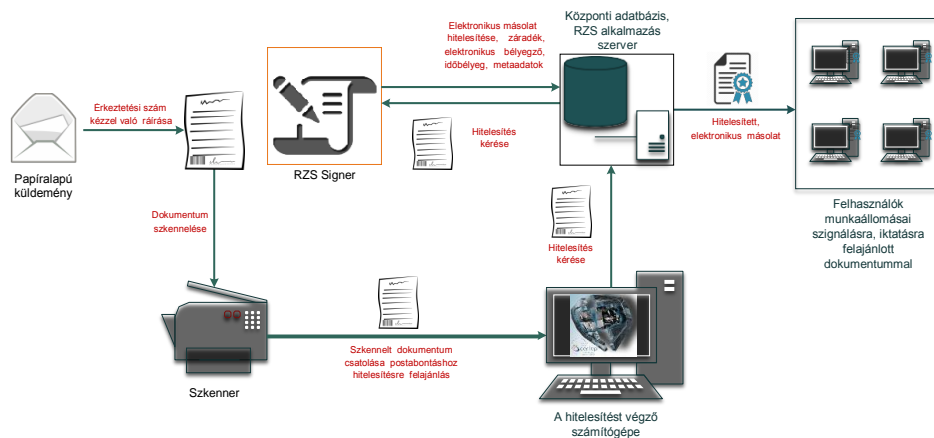 Elektronikus másolat
hitelesítése, záradék,
elektronikus bélyegző,
időbélyeg, metaadatok
Központi adatbázis,
RZS alkalmazás
szerver
Erkeztetési szám
kézzel való ráírása
Papíralapú
küldemény
RZS Signer
Hitelesítés
kérése
Hitelesített,
elektronikus másolat
Felhasználók
munkaállomásai
szignálásra, iktatásra
felajánlott
dokumentummal
Dokumentum
szkennelése
Hitelesítés
kérése
Szkenner
Szkennelt dokumentum
csatolása postabontáshoz
hitelesítésre felajánlás
A hitelesítést végző
számítógépe